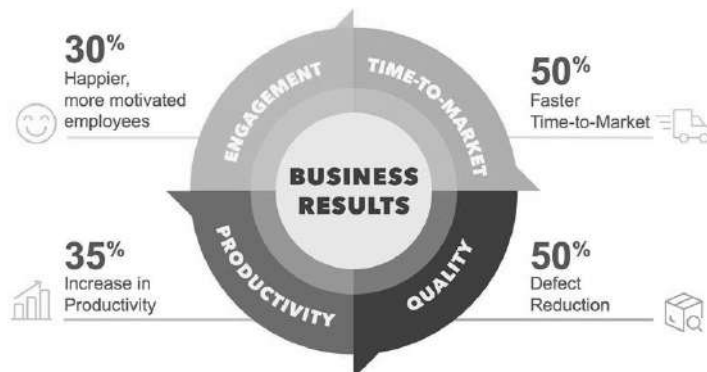 30%
Happier,
more motivated
employees
ENGAGEMENT
TIME-TO-MARKET
50%
Faster
Time-to-Market
BUSINESS
RESULTS
35%
Increase in
Productivity
PRODUCTIVITY
QUALITY
50%
Defect
Reduction